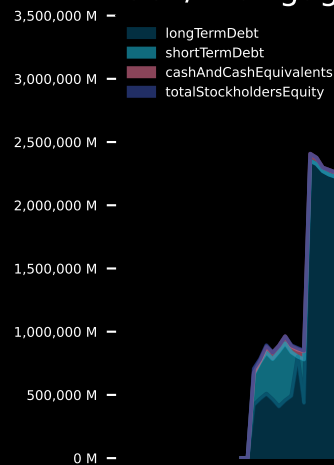 3,500,000 M
longTermDebt
shortTermDebt
3,000,000 M
cashAndCashEquivalents
totalStockholdersEquity
2,500,000 M
2,000,000 M
1,500,000 M
1,000,000 M
500,000 M
0 M